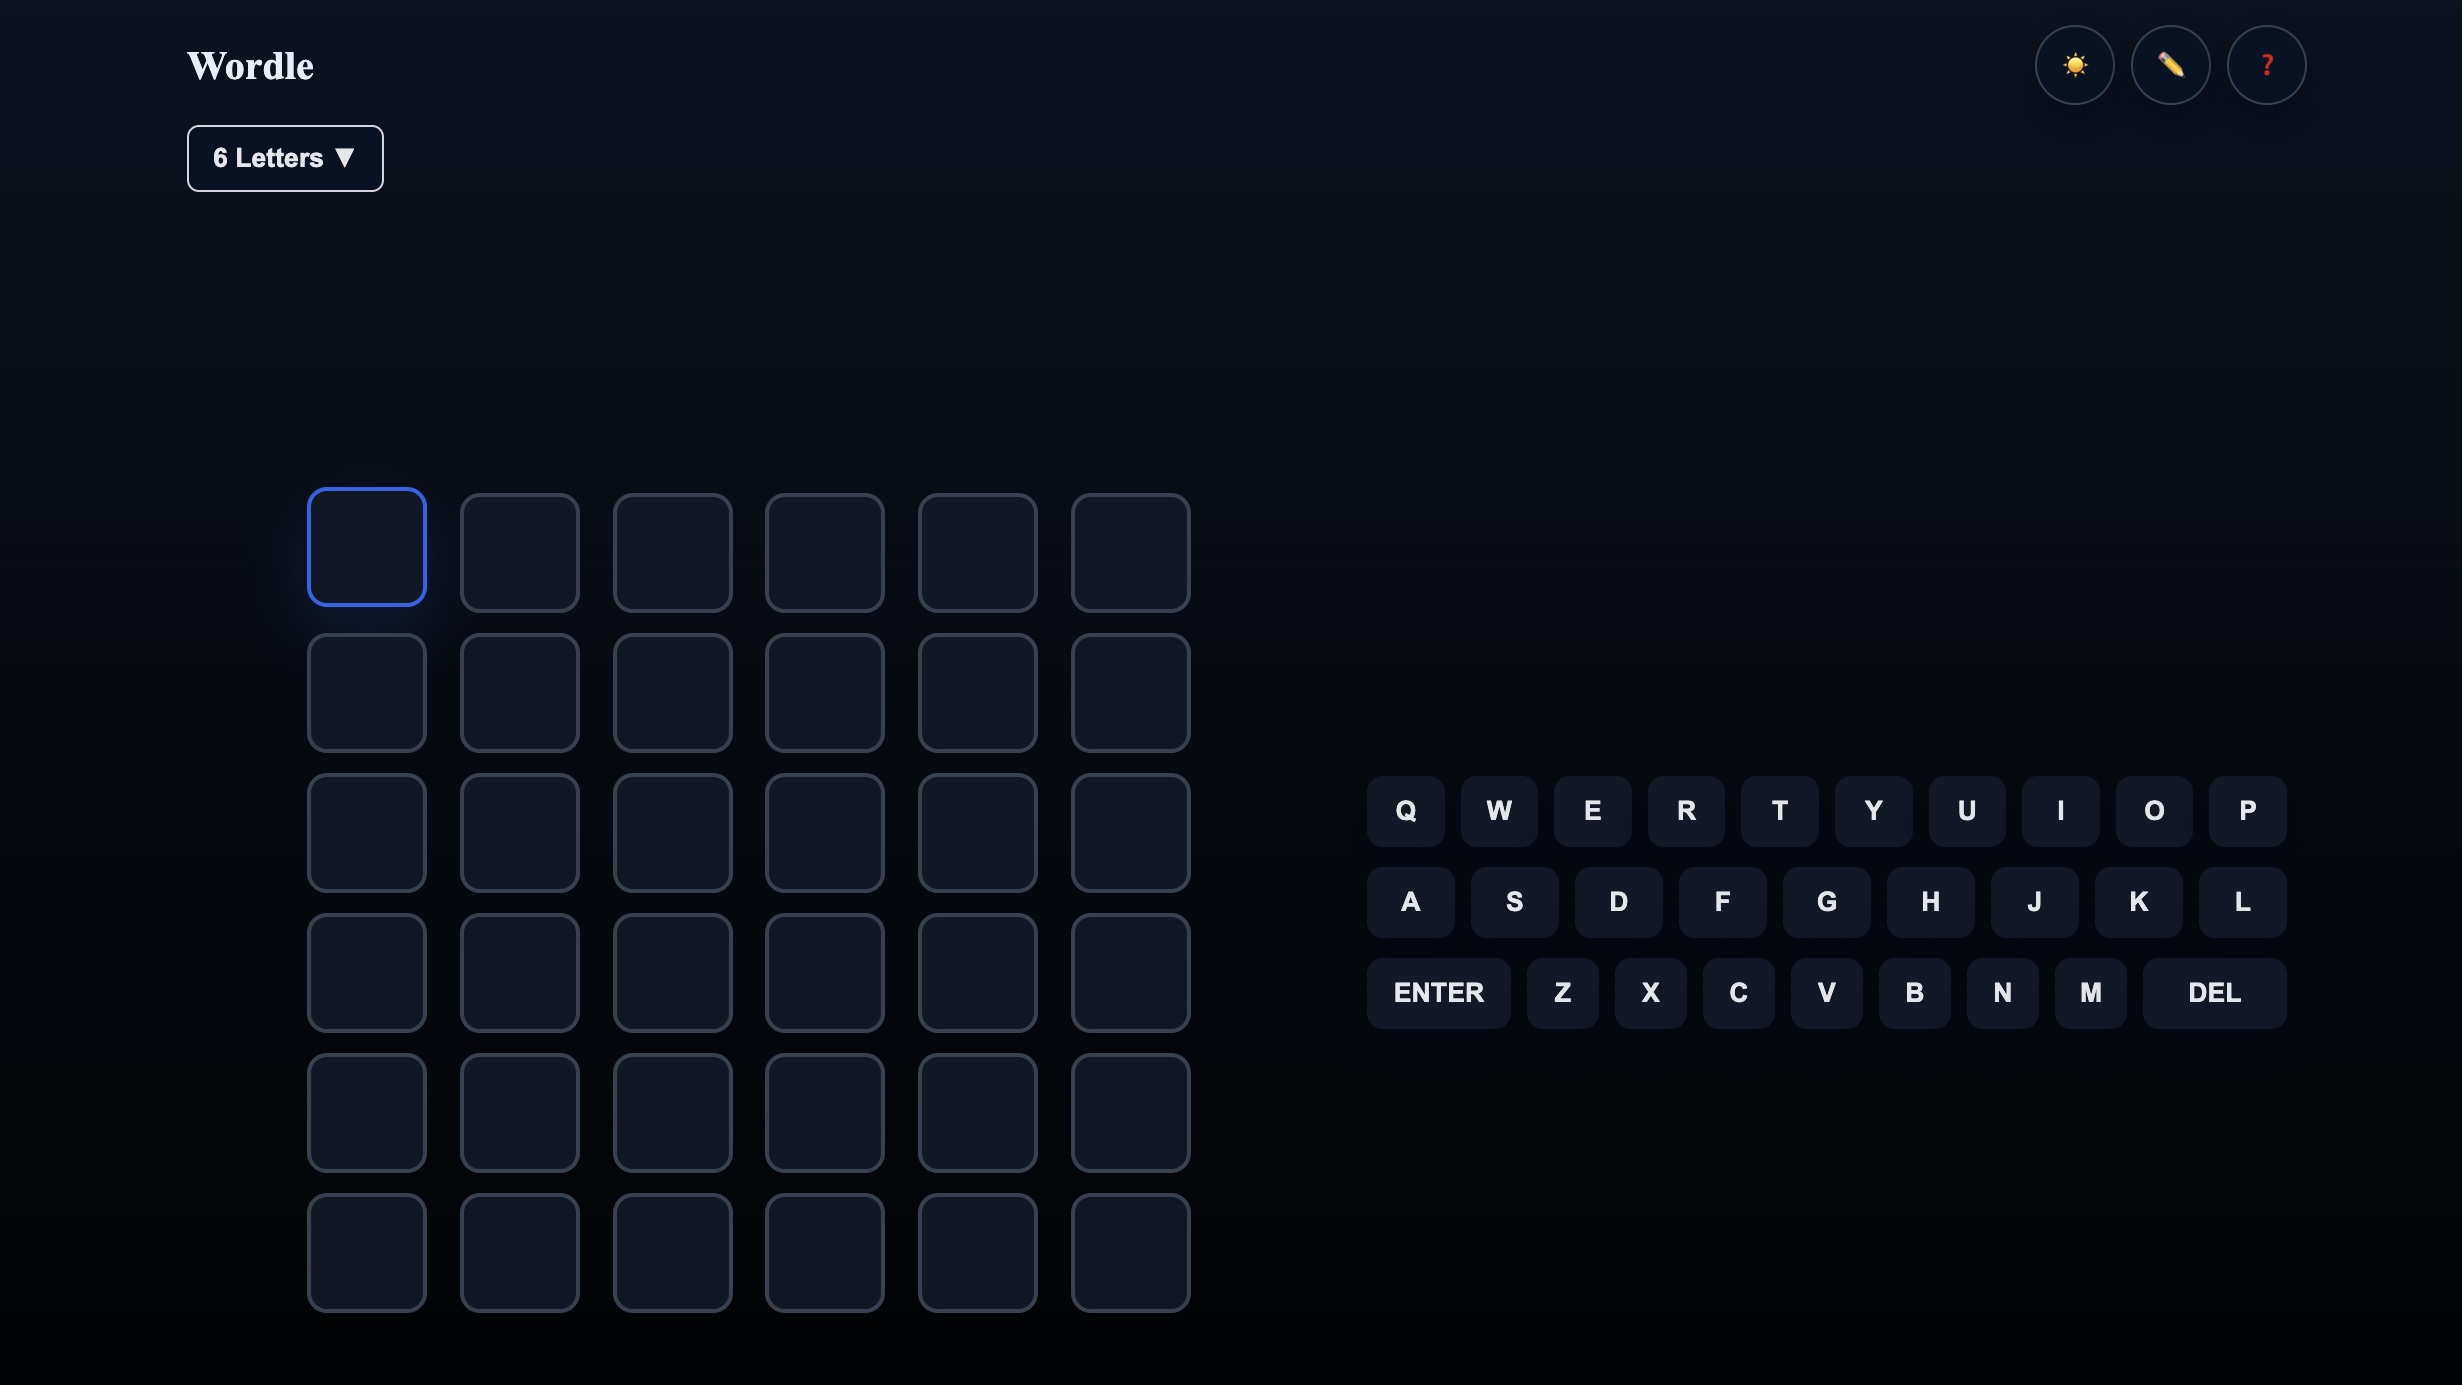 Wordle
6 Letters ▼
Q W E R T Y U I O P
A S D F G H J K L
ENTER Z X C V B N M DEL